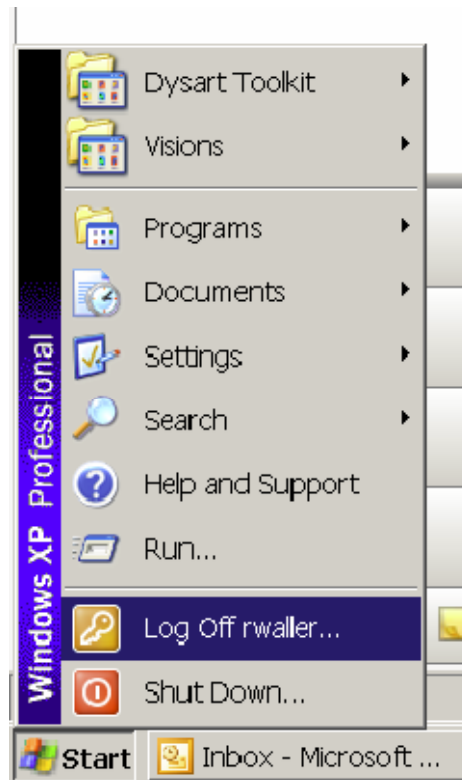 Dysart Toolkit
Visions
Programs
Documents
Settings
Search
Help and Support
Run...
Log Off rwaller...
Shut Down...
Windows XP Professional
Start
Inbox - Microsoft ...